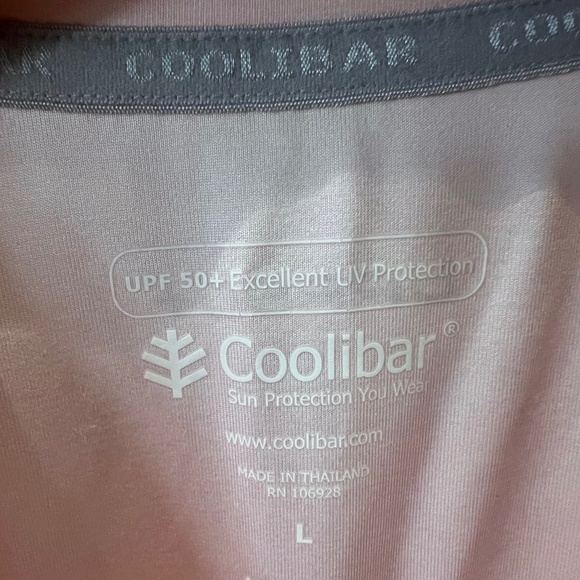 COOLIBAR
UPF 50+ Excellent UV Protection
Coolibar®
Sun Protection You Wear
www.coolibar.com
MADE IN THAILAND
RN 106928
L